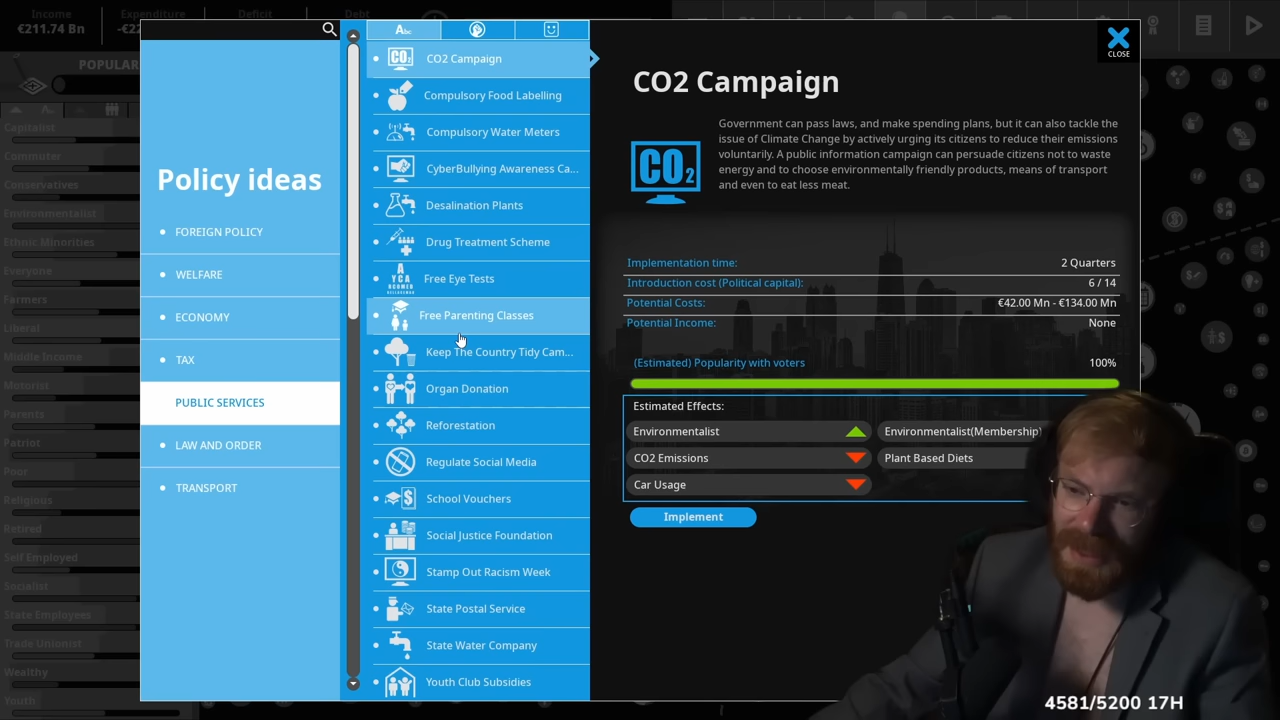 Income
Expenditure
Deficit
Debt
€211.74 Bn
POPULAR
Capitalist
Commuter
Conservatives
Environmentalist
Ethnic Minorities
Everyone
Farmers
Liberal
Middle Income
Motorist
Parents
Patriot
Poor
Religious
Retired
Self Employed
Socialist
State Employees
Trade Unionist
Wealthy
Youth
Policy ideas
FOREIGN POLICY
WELFARE
ECONOMY
TAX
PUBLIC SERVICES
LAW AND ORDER
TRANSPORT
Abc
CO2 Campaign
Compulsory Food Labelling
Compulsory Water Meters
CyberBullying Awareness Ca...
Desalination Plants
Drug Treatment Scheme
Free Eye Tests
Free Parenting Classes
Keep The Country Tidy Cam...
Organ Donation
Reforestation
Regulate Social Media
School Vouchers
Social Justice Foundation
Stamp Out Racism Week
State Postal Service
State Water Company
Youth Club Subsidies
CLOSE
CO2 Campaign
CO2
Government can pass laws, and make spending plans, but it can also tackle the
issue of Climate Change by actively urging its citizens to reduce their emissions
voluntarily. A public information campaign can persuade citizens not to waste
energy and to choose environmentally friendly products, means of transport
and even to eat less meat.
Implementation time: 2 Quarters
Introduction cost (Political capital): 6 / 14
Potential Costs: €42.00 Mn - €134.00 Mn
Potential Income: None
(Estimated) Popularity with voters 100%
Estimated Effects:
Environmentalist Environmentalist(Membership)
CO2 Emissions Plant Based Diets
Car Usage
Implement
4581/5200 17H